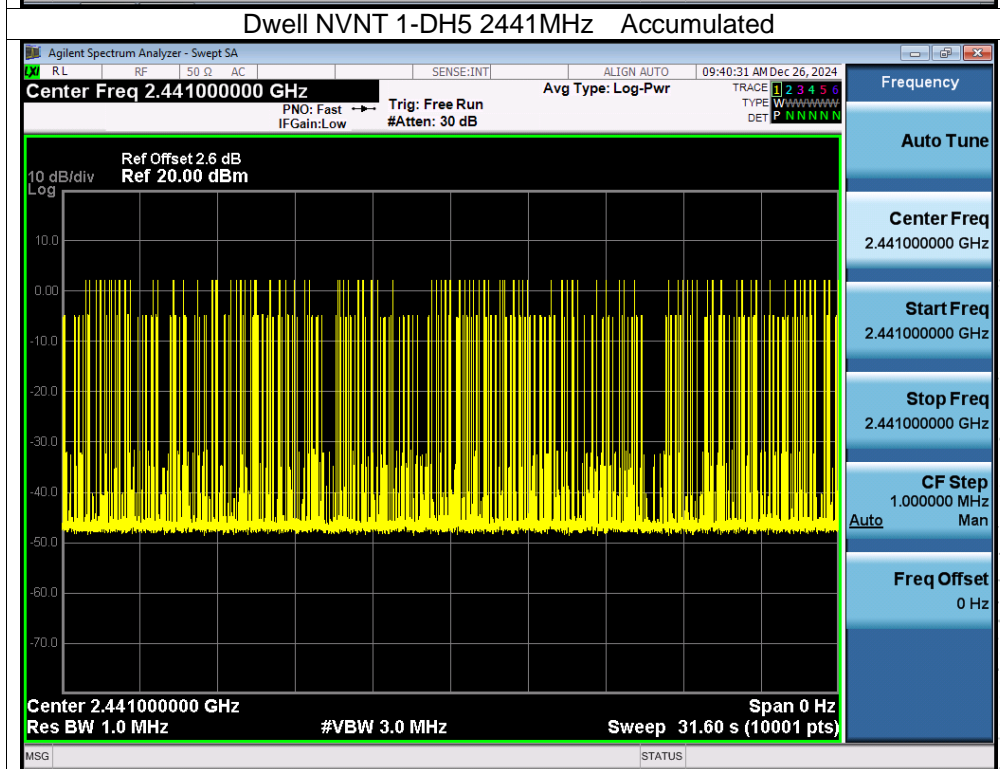 Dwell NVNT 1-DH5 2441MHz Accumulated
Agilent Spectrum Analyzer - Swept SA
LXI RL RF 50 Ω AC SENSE:INT ALIGN AUTO 09:40:31 AM Dec 26, 2024
Center Freq 2.441000000 GHz
PNO: Fast
IFGain:Low
Trig: Free Run
#Atten: 30 dB
Avg Type: Log-Pwr
TRACE 1 2 3 4 5 6
TYPE WWWWWWW
DET P N N N N N
Ref Offset 2.6 dB
10 dB/div Ref 20.00 dBm
Log
10.0
0.00
-10.0
-20.0
-30.0
-40.0
-50.0
-60.0
-70.0
Center 2.441000000 GHz Span 0 Hz
Res BW 1.0 MHz #VBW 3.0 MHz Sweep 31.60 s (10001 pts)
MSG STATUS
Frequency
Auto Tune
Center Freq
2.441000000 GHz
Start Freq
2.441000000 GHz
Stop Freq
2.441000000 GHz
CF Step
1.000000 MHz
Auto Man
Freq Offset
0 Hz